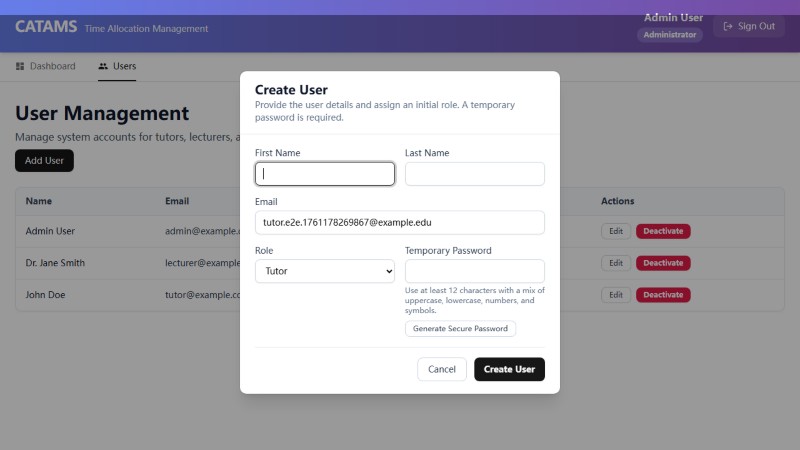 CATAMS Time Allocation Management
Admin User
Administrator
Sign Out
Dashboard
Users
User Management
Manage system accounts for tutors, lecturers, a
Add User
Name Email Actions
Admin User admin@example. Edit Deactivate
Dr. Jane Smith lecturer@example Edit Deactivate
John Doe tutor@example.co Edit Deactivate
Create User
Provide the user details and assign an initial role. A temporary
password is required.
First Name Last Name
Email
tutor.e2e.1761178269867@example.edu
Role Temporary Password
Tutor
Use at least 12 characters with a mix of
uppercase, lowercase, numbers, and
symbols.
Generate Secure Password
Cancel Create User